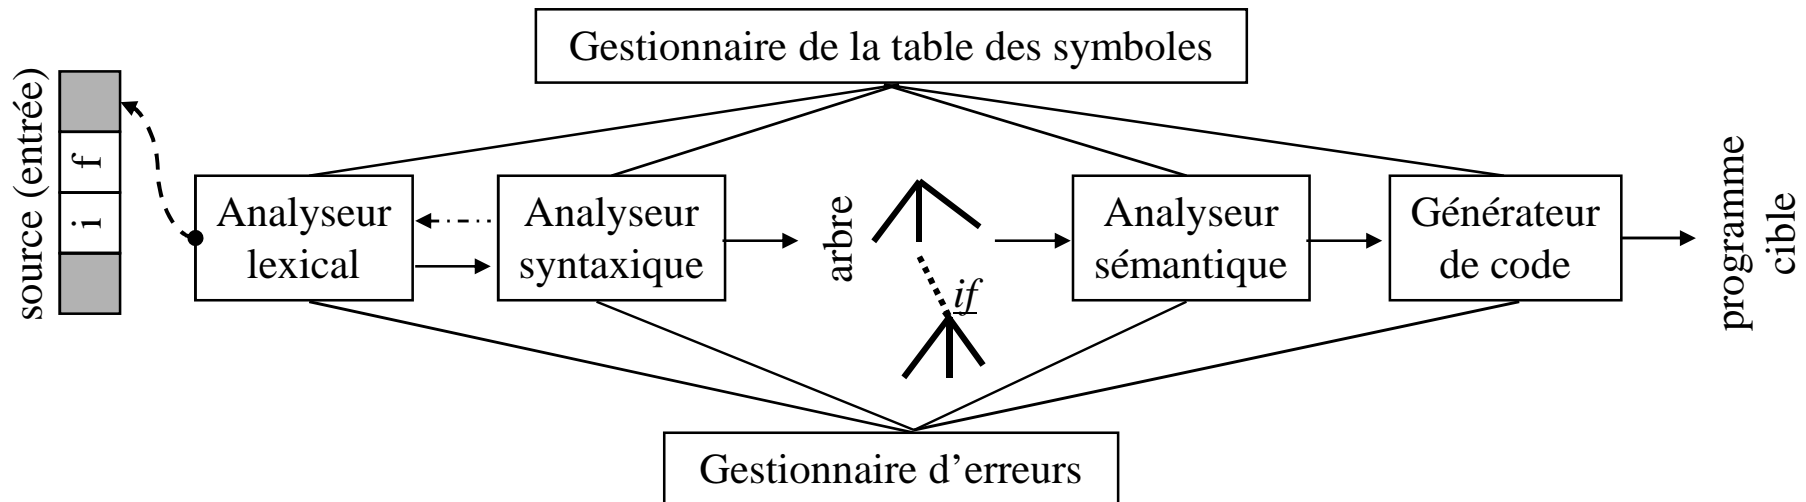 Gestionnaire de la table des symboles
source (entrée)
i f
Analyseur
lexical
Analyseur
syntaxique
arbre
if
Analyseur
sémantique
Générateur
de code
programme
cible
Gestionnaire d’erreurs